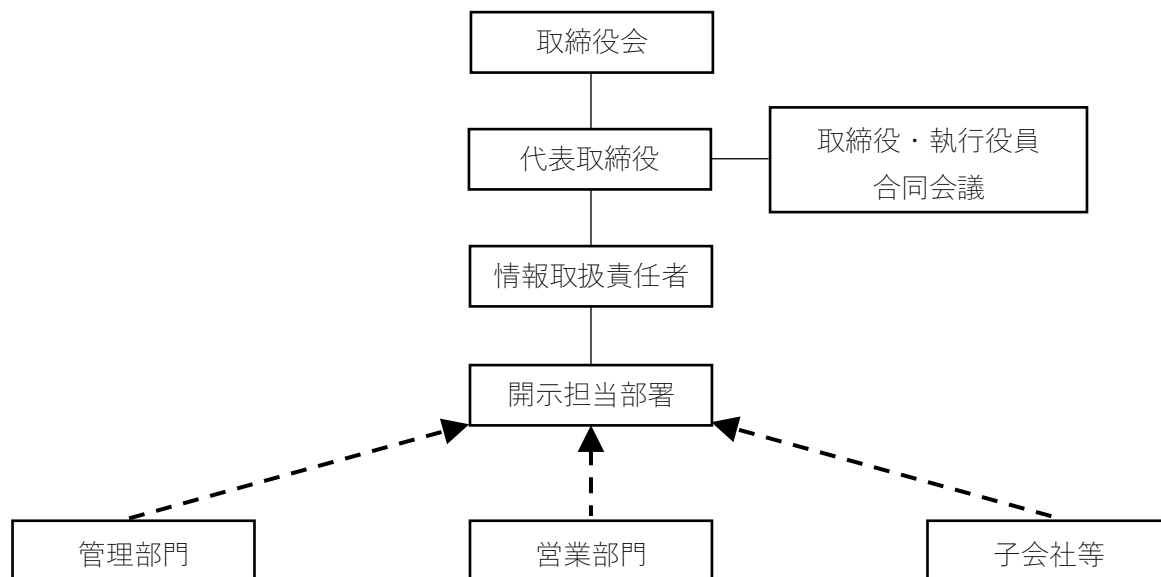 取締役会
代表取締役
取締役・執行役員
合同会議
情報取扱責任者
開示担当部署
管理部門
営業部門
子会社等